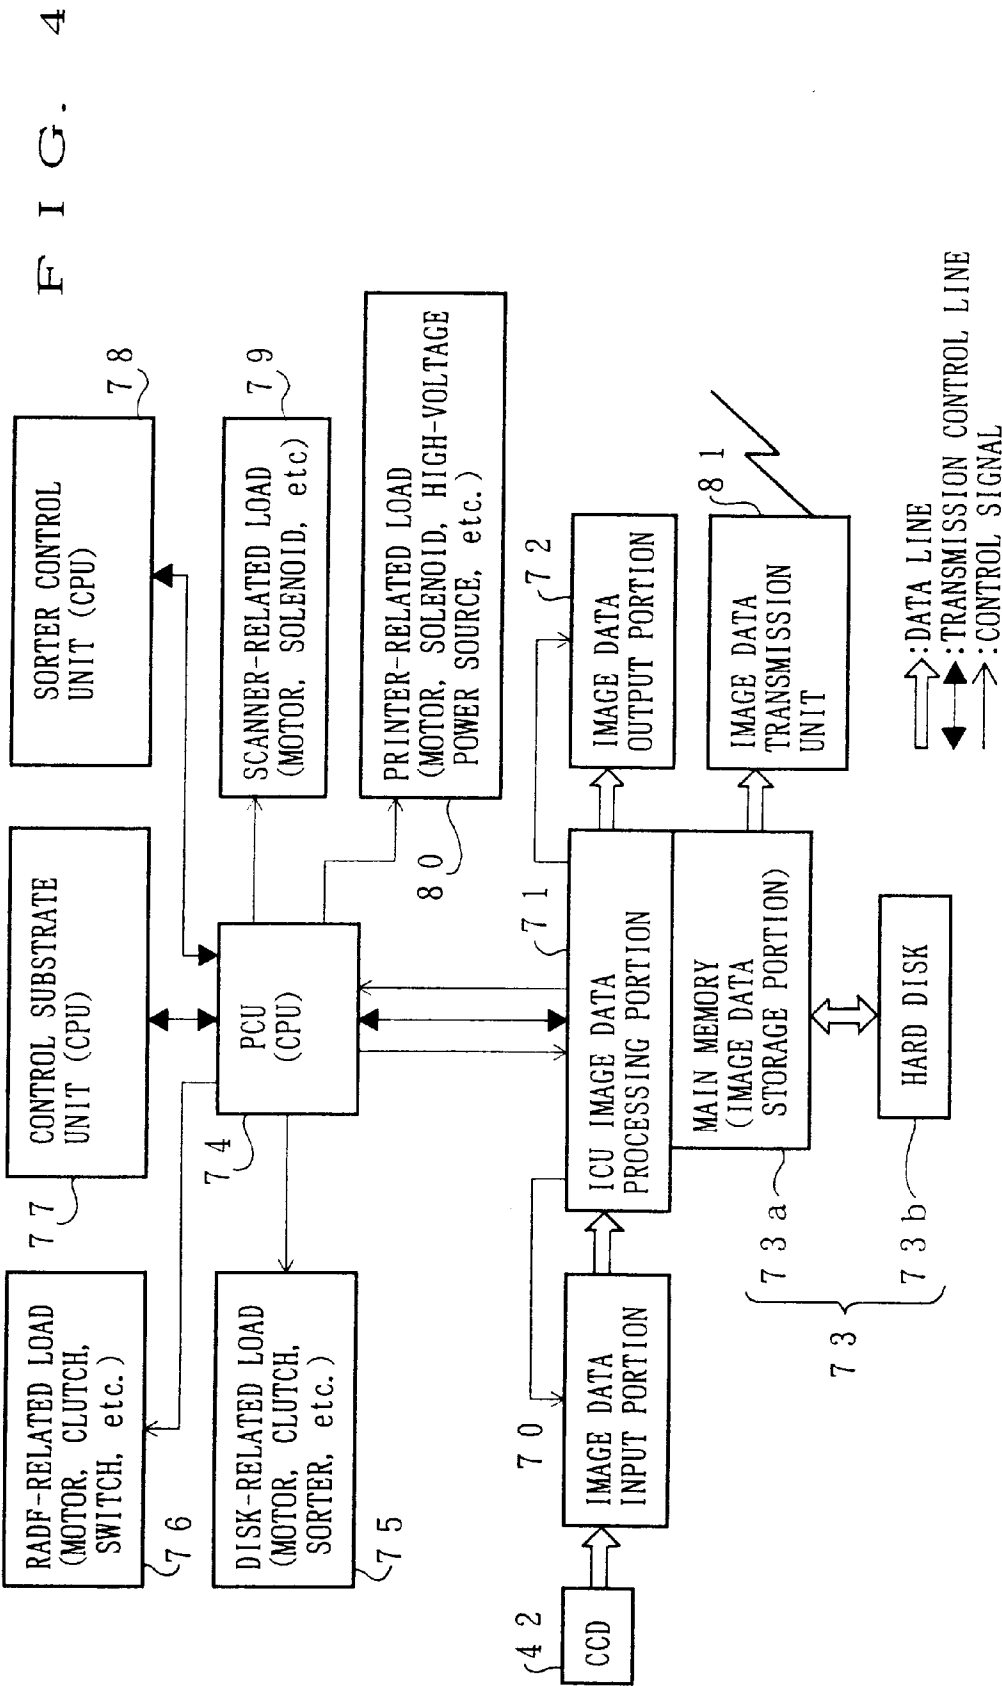 FIG. 4
RADF-RELATED LOAD
(MOTOR, CLUTCH,
SWITCH, etc.)
76
CONTROL SUBSTRATE
UNIT (CPU)
77
SORTER CONTROL
UNIT (CPU)
78
DISK-RELATED LOAD
(MOTOR, CLUTCH,
SORTER, etc.)
75
PCU
(CPU)
74
SCANNER-RELATED LOAD
(MOTOR, SOLENOID, etc)
79
PRINTER-RELATED LOAD
(MOTOR, SOLENOID, HIGH-VOLTAGE
POWER SOURCE, etc.)
80
42
CCD
70
IMAGE DATA
INPUT PORTION
71
ICU IMAGE DATA
PROCESSING PORTION
72
IMAGE DATA
OUTPUT PORTION
MAIN MEMORY
(IMAGE DATA
STORAGE PORTION)
73a
81
IMAGE DATA
TRANSMISSION
UNIT
HARD DISK
73b
73
:DATA LINE
:TRANSMISSION CONTROL LINE
:CONTROL SIGNAL